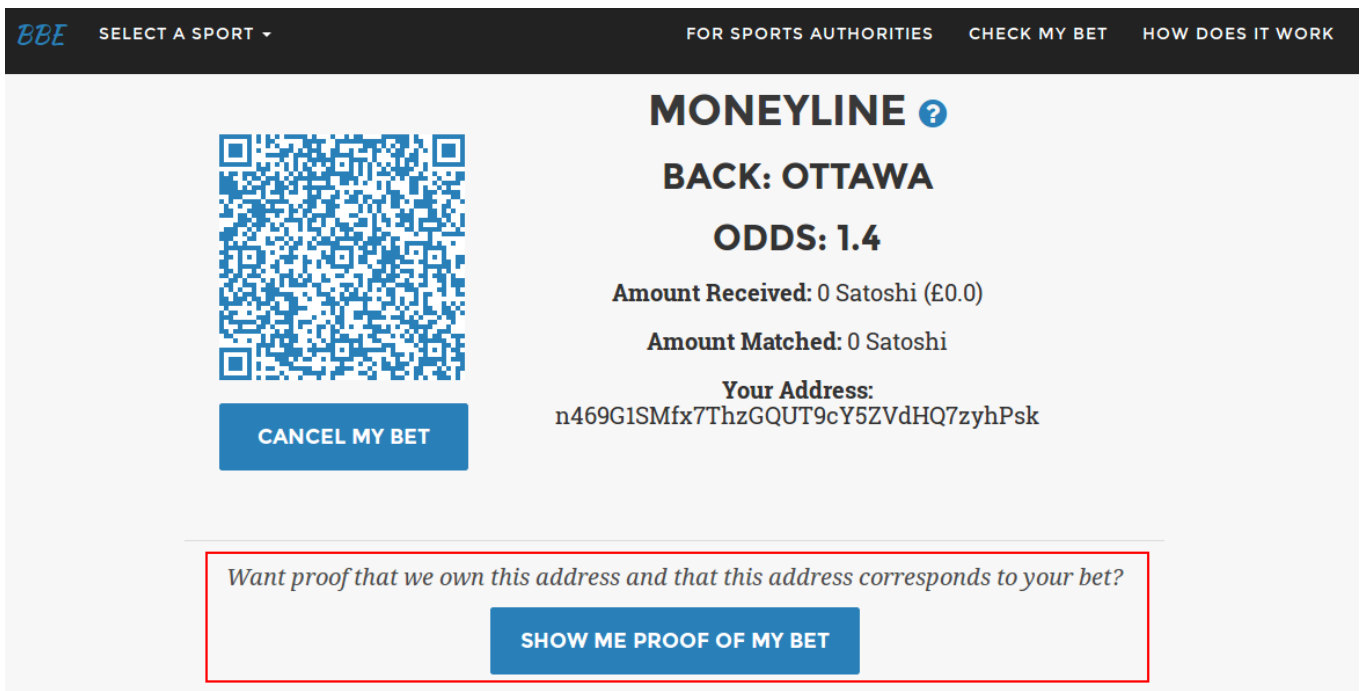 BBE SELECT A SPORT FOR SPORTS AUTHORITIES CHECK MY BET HOW DOES IT WORK
MONEYLINE ?
BACK: OTTAWA
ODDS: 1.4
Amount Received: 0 Satoshi (£0.0)
Amount Matched: 0 Satoshi
Your Address:
n469G1SMfx7ThzGQUT9cY5ZVdHQ7zyhPsk
CANCEL MY BET
Want proof that we own this address and that this address corresponds to your bet?
SHOW ME PROOF OF MY BET